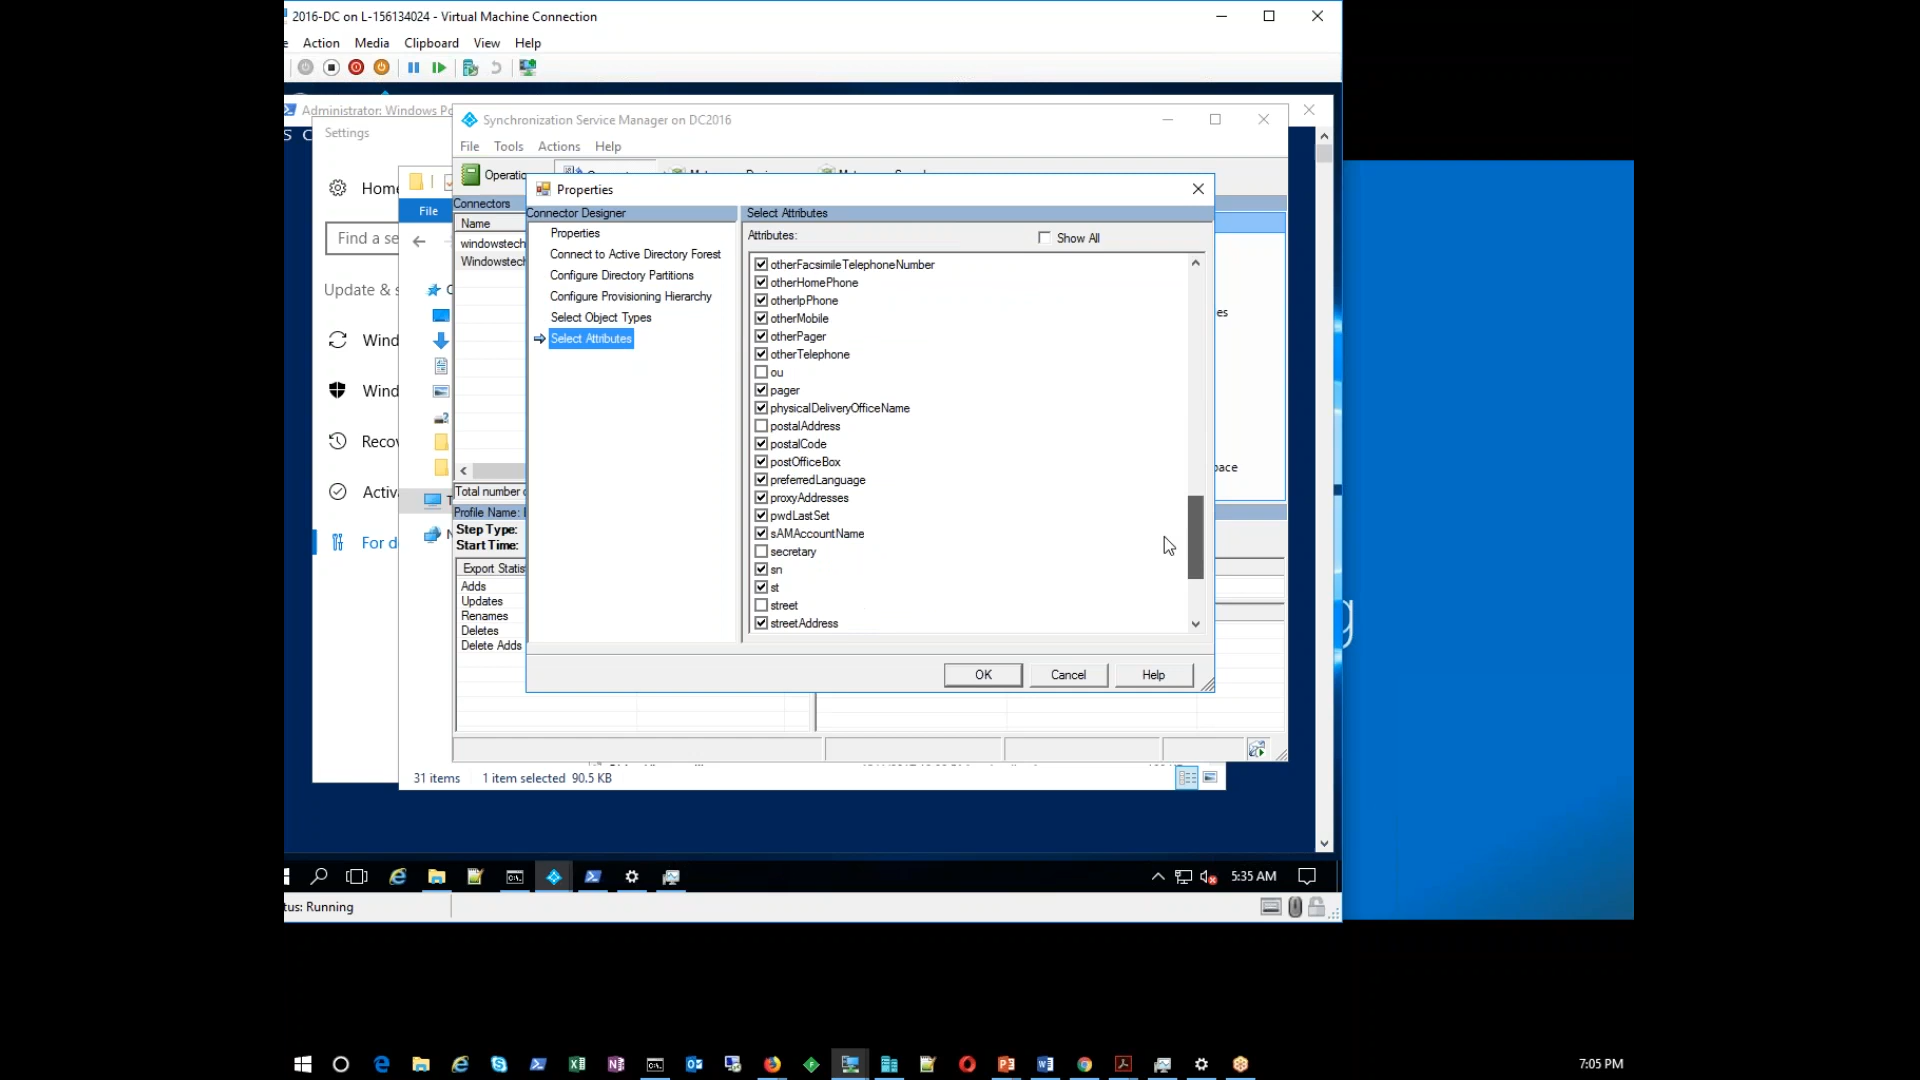 2016-DC on L-156134024 - Virtual Machine Connection
Action Media Clipboard View Help
Administrator: Windows Po
S C
Settings
Synchronization Service Manager on DC2016
File Tools Actions Help
Operatio
Home
Properties
File
Connectors
Connector Designer
Select Attributes
Name
Find a se
windowstech
Windowstech
Properties
Connect to Active Directory Forest
Configure Directory Partitions
Configure Provisioning Hierarchy
Select Object Types
Select Attributes
Attributes:
Show All
otherFacsimileTelephoneNumber
otherHomePhone
otherIpPhone
otherMobile
otherPager
otherTelephone
ou
pager
physicalDeliveryOfficeName
postalAddress
postalCode
postOfficeBox
preferredLanguage
proxyAddresses
pwdLastSet
sAMAccountName
secretary
sn
st
street
streetAddress
Update & s
Wind
Wind
Recov
Activ
For d
es
pace
Total number o
Profile Name:
Step Type:
Start Time:
Export Statis
Adds
Updates
Renames
Deletes
Delete Adds
OK
Cancel
Help
g
31 items 1 item selected 90.5 KB
5:35 AM
tus: Running
7:05 PM